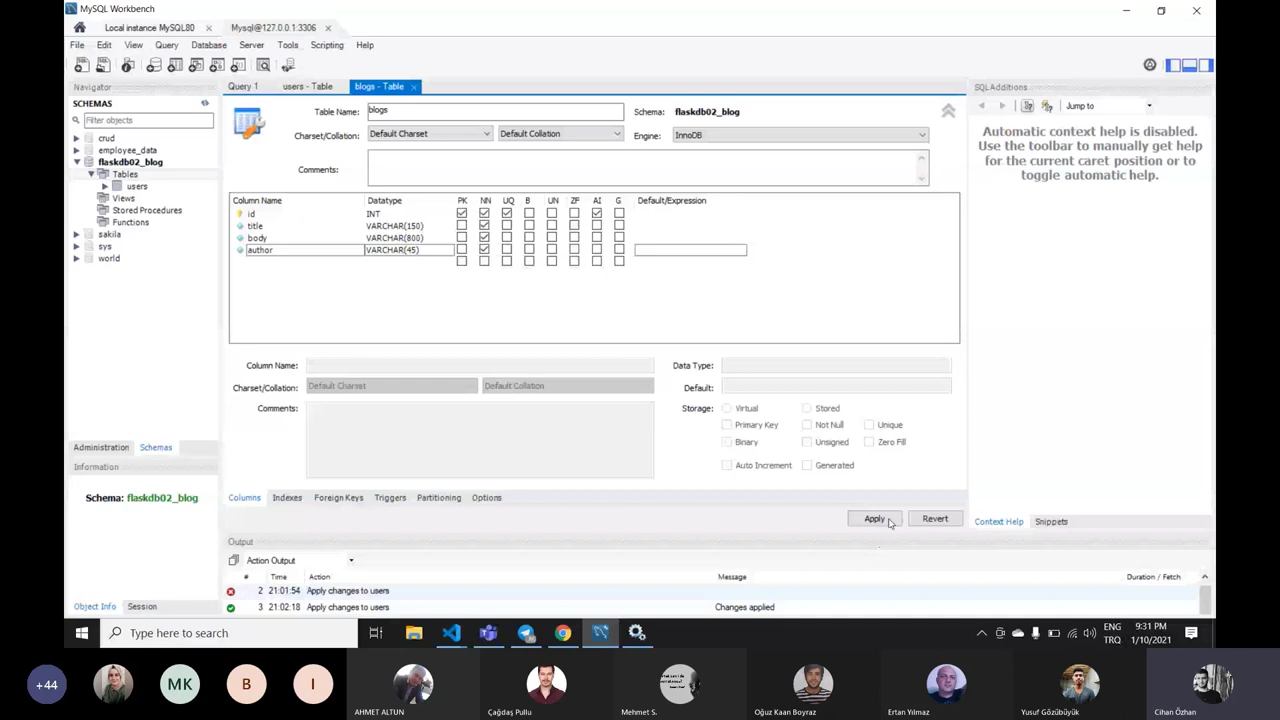 MySQL Workbench
Local instance MySQL80
Mysql@127.0.0.1:3306
File Edit View Query Database Server Tools Scripting Help
Navigator
SCHEMAS
Filter objects
crud
employee_data
flaskdb02_blog
Tables
users
Views
Stored Procedures
Functions
sakila
sys
world
Administration Schemas
Information
Schema: flaskdb02_blog
Object Info Session
Query 1 users - Table blogs - Table
Table Name: blogs Schema: flaskdb02_blog
Charset/Collation: Default Charset Default Collation Engine: InnoDB
Comments:
Column Name Datatype PK NN UQ B UN ZF AI G Default/Expression
id INT
title VARCHAR(150)
body VARCHAR(800)
author VARCHAR(45)
Column Name: Data Type:
Charset/Collation: Default Charset Default Collation Default:
Comments: Storage: Virtual Stored
Primary Key Not Null Unique
Binary Unsigned Zero Fill
Auto Increment Generated
Columns Indexes Foreign Keys Triggers Partitioning Options
Apply Revert
Output
Action Output
# Time Action Message Duration / Fetch
2 21:01:54 Apply changes to users
3 21:02:18 Apply changes to users Changes applied
SQLAdditions
Jump to
Automatic context help is disabled.
Use the toolbar to manually get help
for the current caret position or to
toggle automatic help.
Context Help Snippets
Type here to search
ENG
TRQ
9:31 PM
1/10/2021
+44
MK
B
I
AHMET ALTUN
Çağdaş Pullu
Mehmet S.
Oğuz Kaan Boyraz
Ertan Yılmaz
Yusuf Gözübüyük
Cihan Özhan